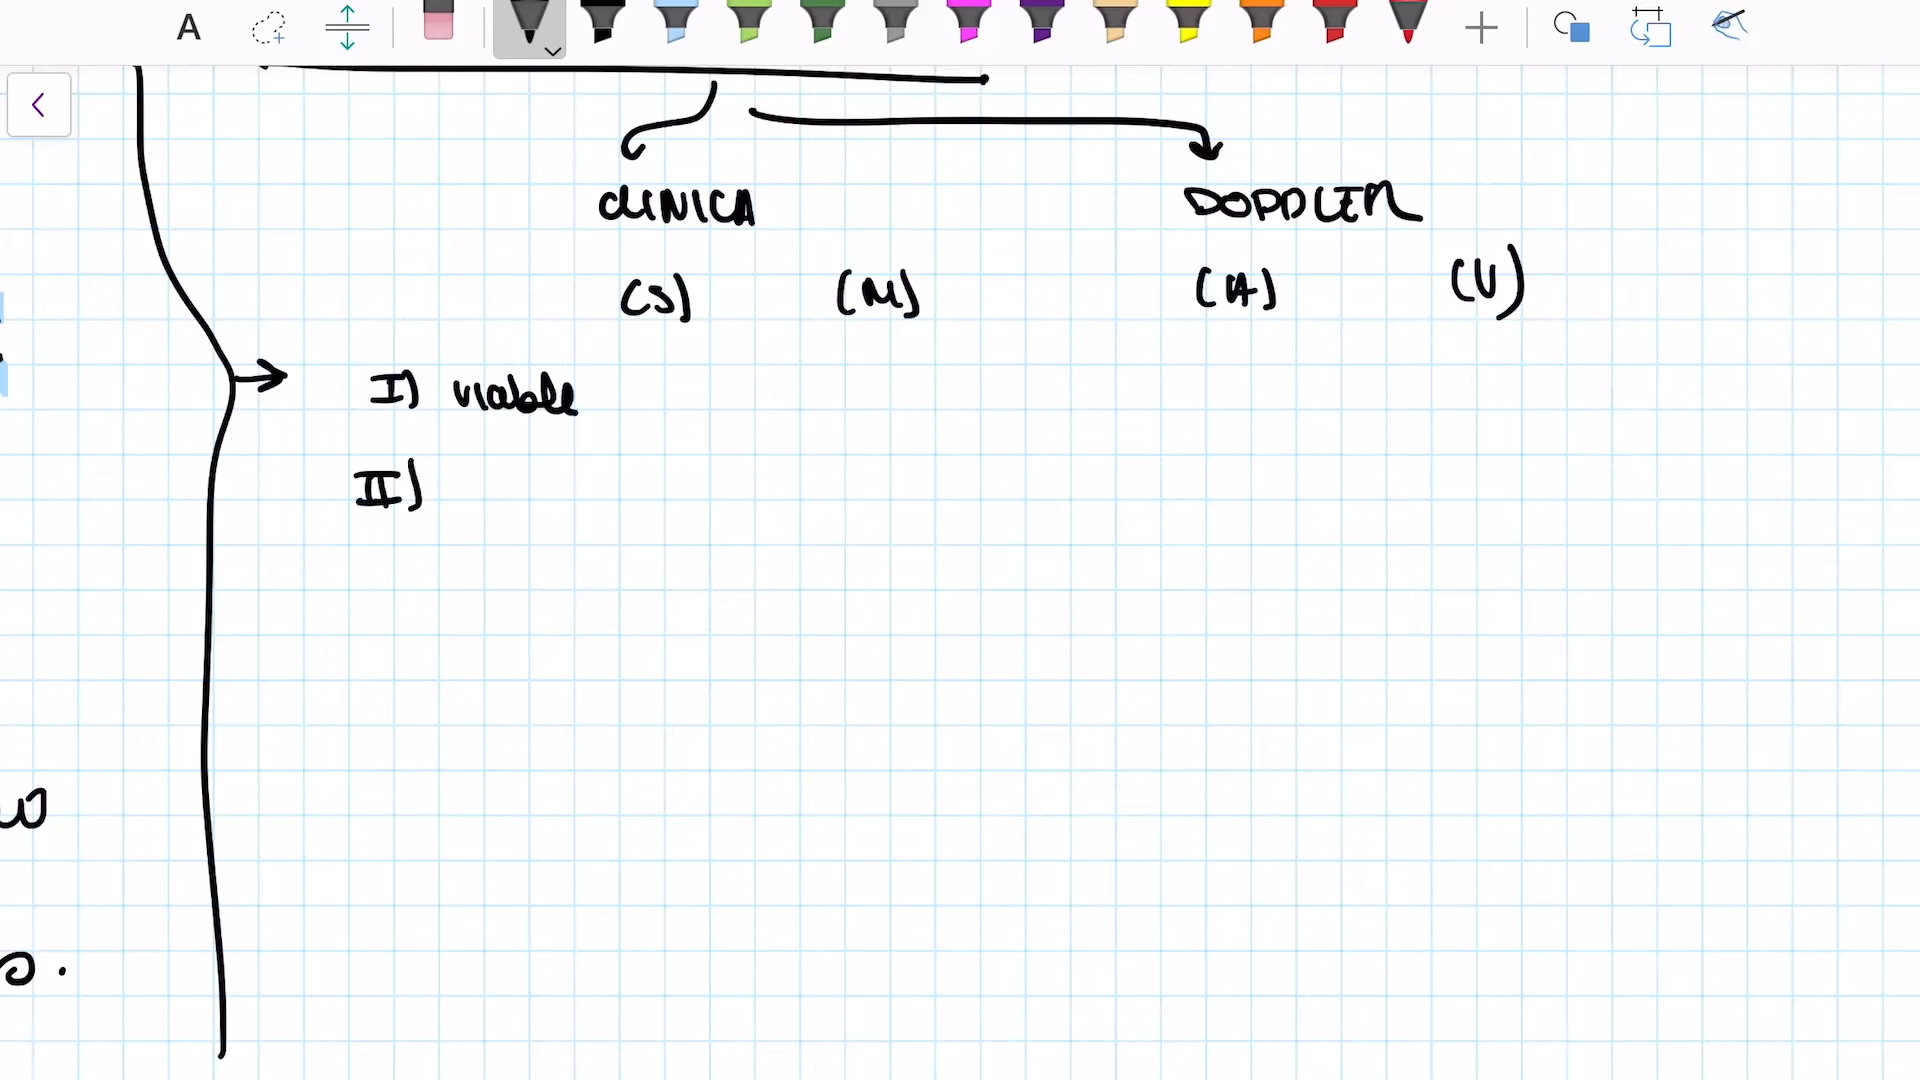 A
CLINICA DOPPLER
(S) (M) (A) (V)
I) viable
II)
o.